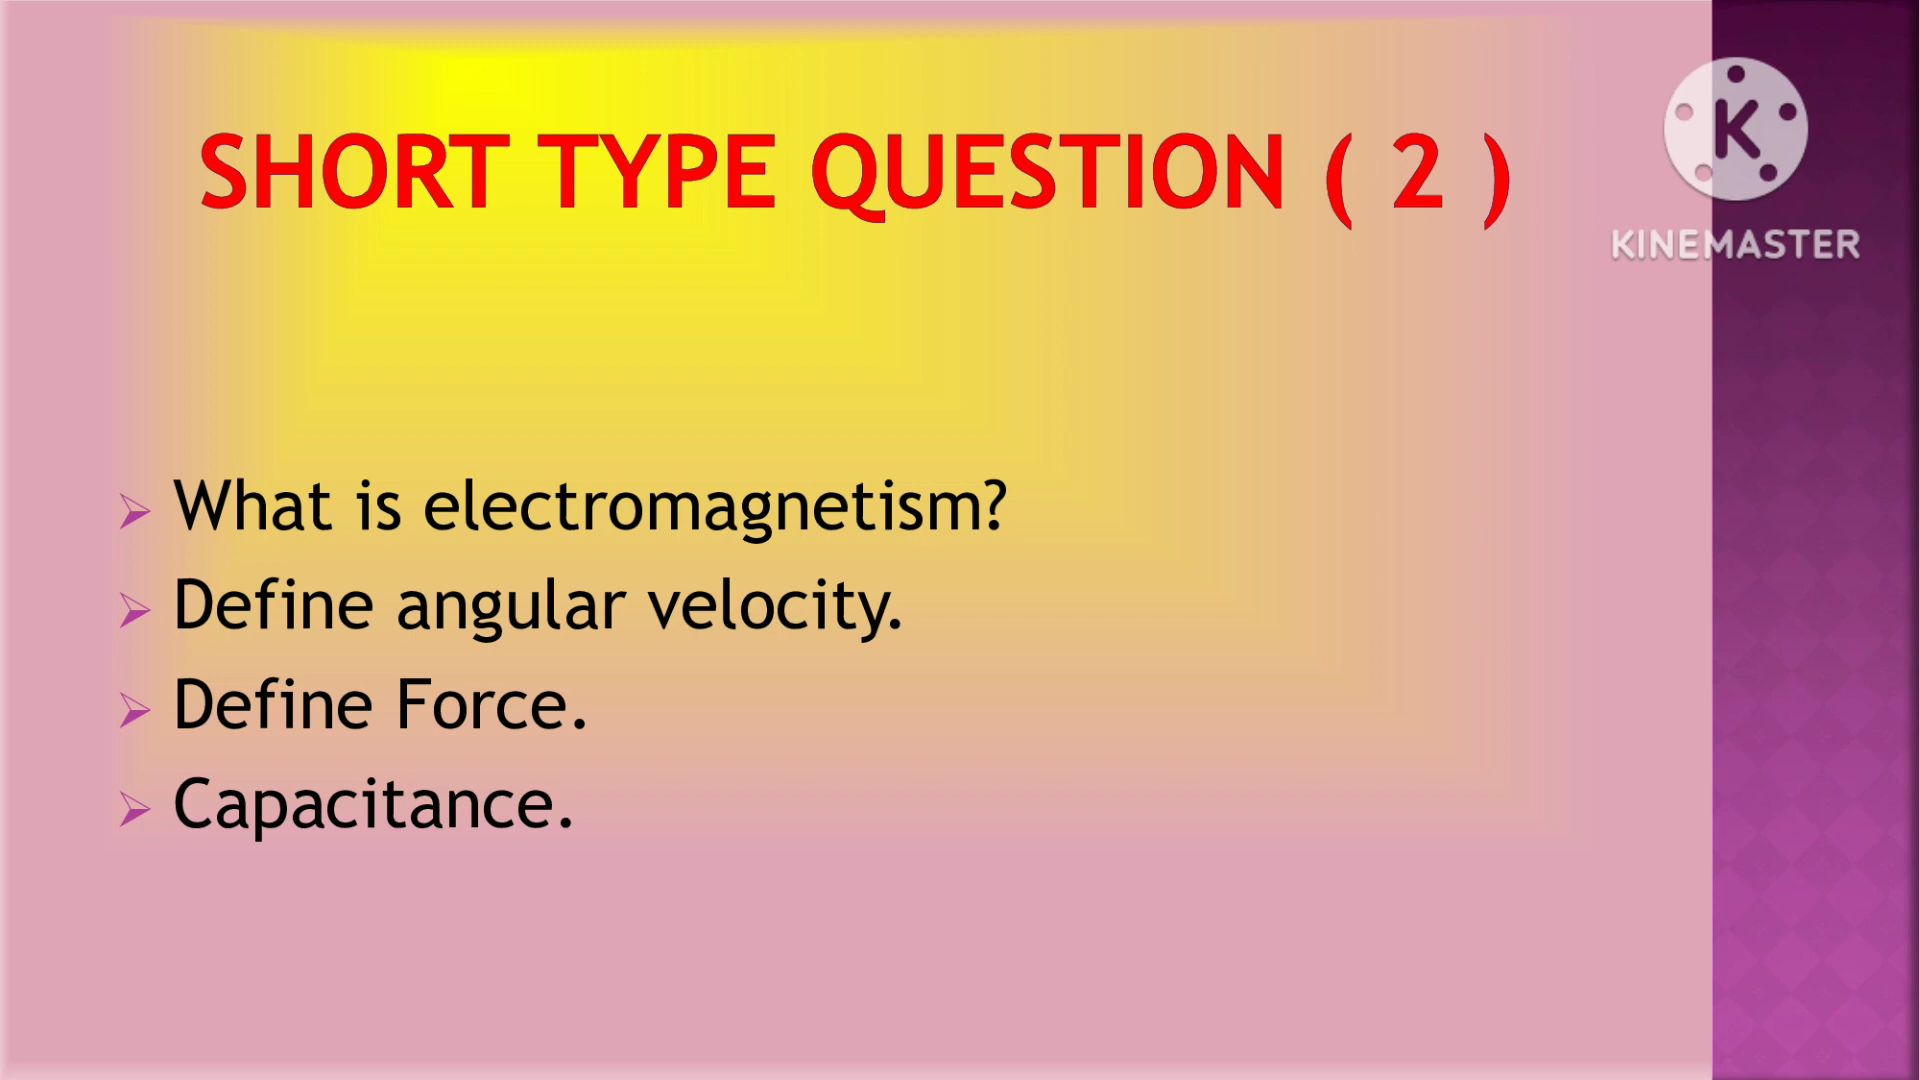 SHORT TYPE QUESTION ( 2 )
K
KINEMASTER
What is electromagnetism?
Define angular velocity.
Define Force.
Capacitance.